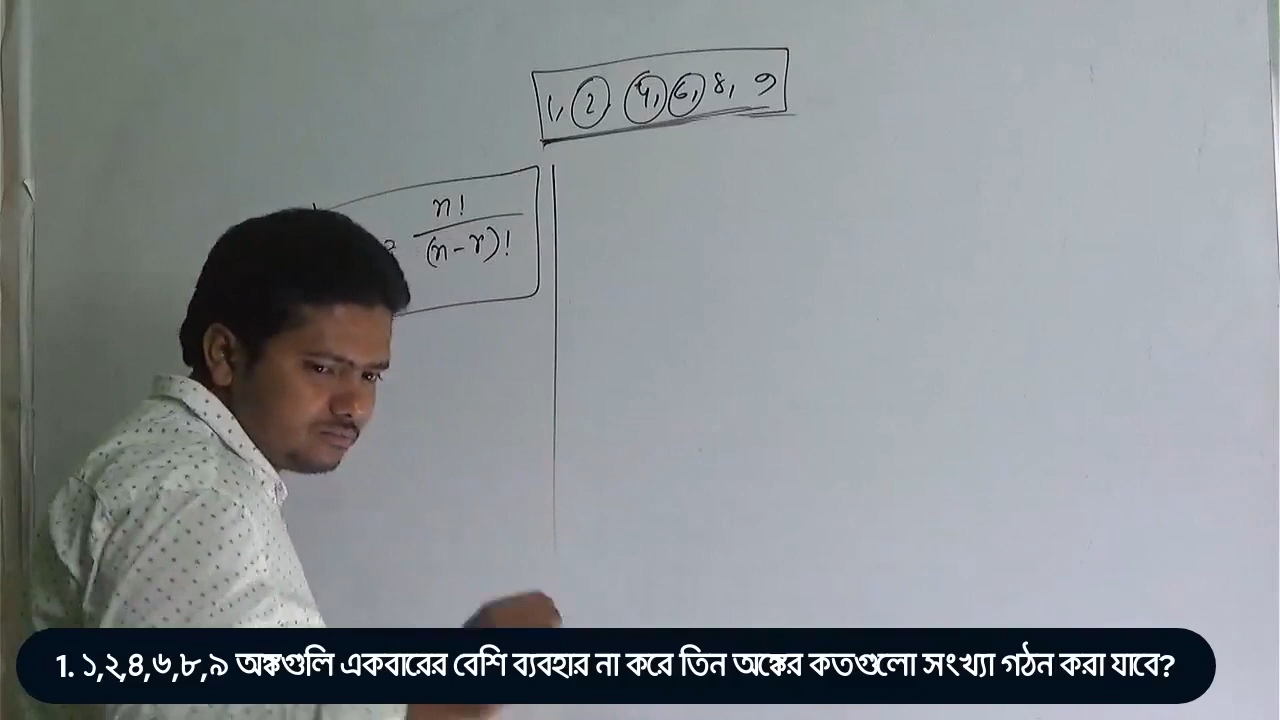 1, 2, 4, 6, 8, 9
n!
(n-r)!
1. ১,২,৪,৬,৮,৯ অঙ্কগুলি একবারের বেশি ব্যবহার না করে তিন অঙ্কের কতগুলো সংখ্যা গঠন করা যাবে?